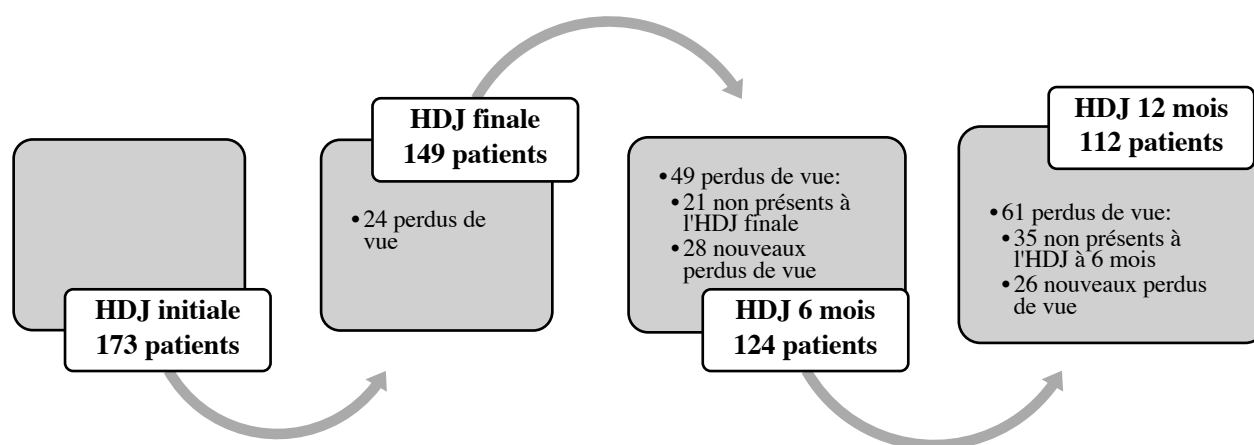 HDJ initiale
173 patients
HDJ finale
149 patients
•24 perdus de
vue
•49 perdus de vue:
•21 non présents à
l'HDJ finale
•28 nouveaux
perdus de vue
HDJ 6 mois
124 patients
HDJ 12 mois
112 patients
•61 perdus de vue:
•35 non présents à
l'HDJ à 6 mois
•26 nouveaux perdus
de vue